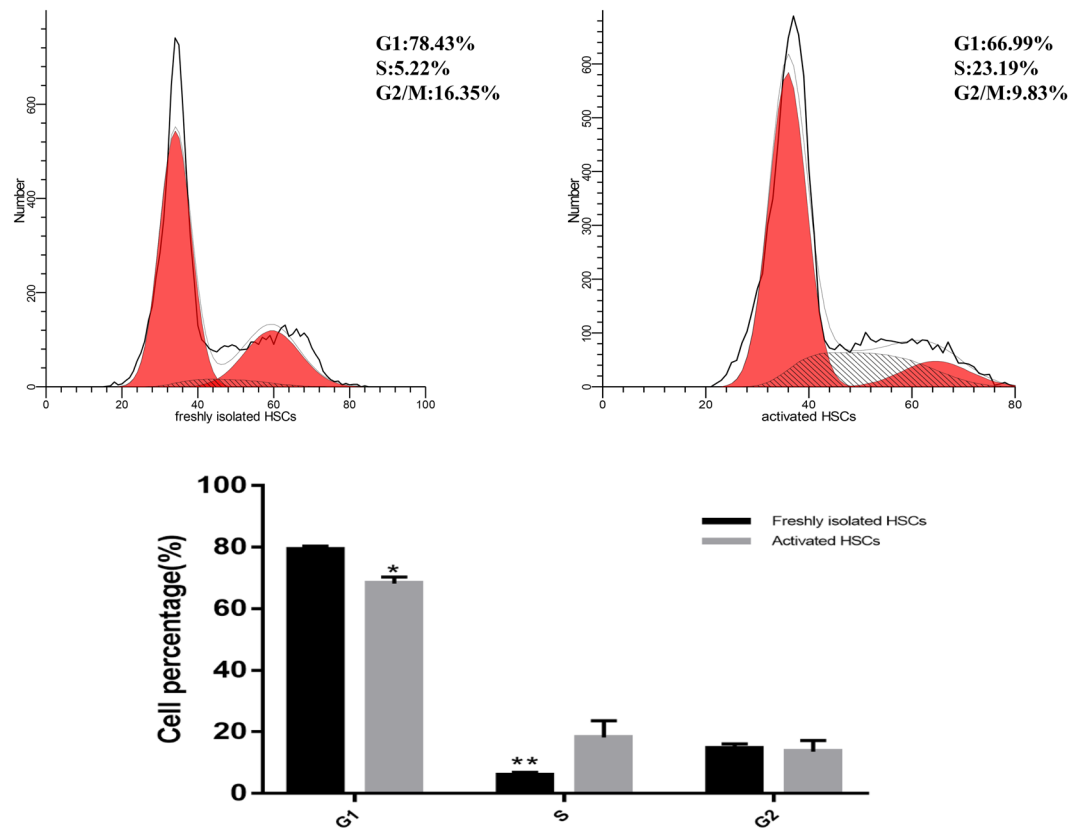 G1:78.43%
S:5.22%
G2/M:16.35%
Number
0
200
400
600
0 20 40 60 80 100
freshly isolated HSCs
G1:66.99%
S:23.19%
G2/M:9.83%
Number
0
100
200
300
400
500
600
0 20 40 60 80
activated HSCs
Cell percentage(%)
100
80
60
40
20
0
*
**
Freshly isolated HSCs
Activated HSCs
G1 S G2